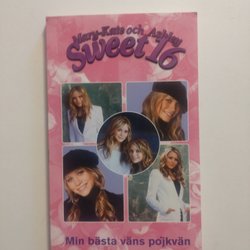 Mary-Kate och Ashley
Sweet 16
Min bästa väns pojkvän